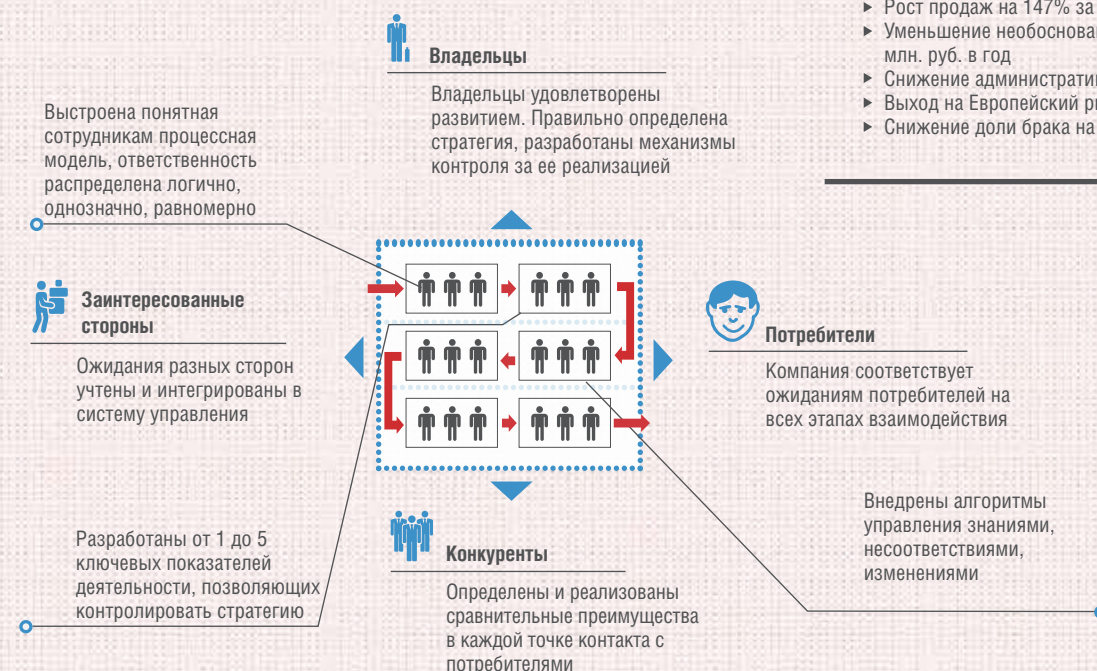 Рост продаж на 147% за
Уменьшение
млн. руб. в год
Снижение
Выход на Европейский
Снижение доли брака на
Владельцы
Владельцы удовлетворены
развитием. Правильно определена
стратегия, разработаны механизмы
контроля за ее реализацией
Выстроена понятная
сотрудникам процессная
модель, ответственность
распределена логично,
однозначно, равномерно
Заинтересованные
стороны
Ожидания разных сторон
учтены и интегрированы в
систему управления
Потребители
Компания соответствует
ожиданиям потребителей на
всех этапах взаимодействия
Разработаны от 1 до 5
ключевых показателей
деятельности, позволяющих
контролировать стратегию
Конкуренты
Определены и реализованы
сравнительные преимущества
в каждой точке контакта с
потребителями
Внедрены алгоритмы
управления знаниями,
несоответствиями,
изменениями